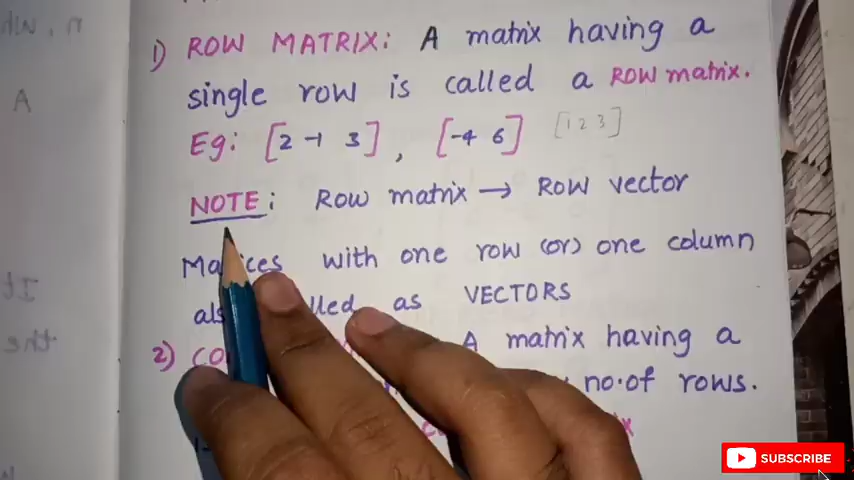 1) ROW MATRIX: A matrix having a
single row is called a ROW matrix.
Eg: [2 -1 3], [-4 6] [1 2 3]
NOTE: Row matrix → Row vector
with one row (or) one column
as VECTORS
2) A matrix having a
no. of rows.
SUBSCRIBE